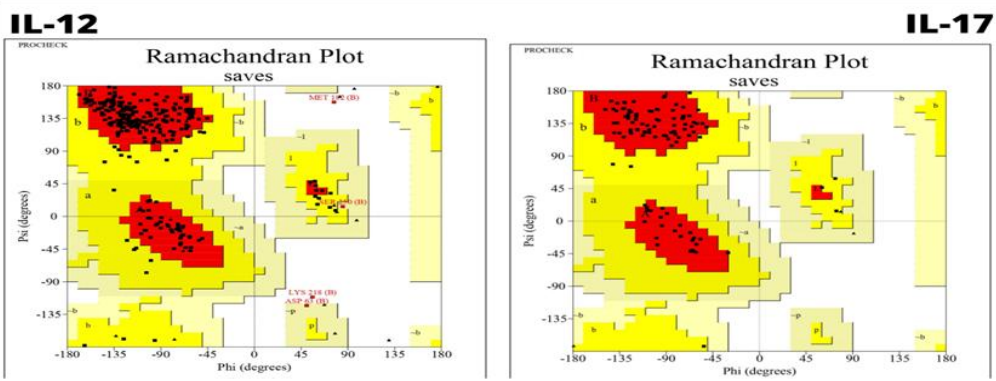 IL-12
IL-17
PROCHECK
Ramachandran Plot
saves
180
135
90
45
0
-45
-90
-135
-180
-135
-90
-45
0
45
90
135
180
Psi (degrees)
Phi (degrees)
B
b
a
l
~l
~b
~a
~p
p
b
~b
LYS 218 (B)
PROCHECK
Ramachandran Plot
saves
180
135
90
45
0
-45
-90
-135
-180
-135
-90
-45
0
45
90
135
180
Psi (degrees)
Phi (degrees)
B
b
a
l
~l
~b
~a
~p
p
b
~b